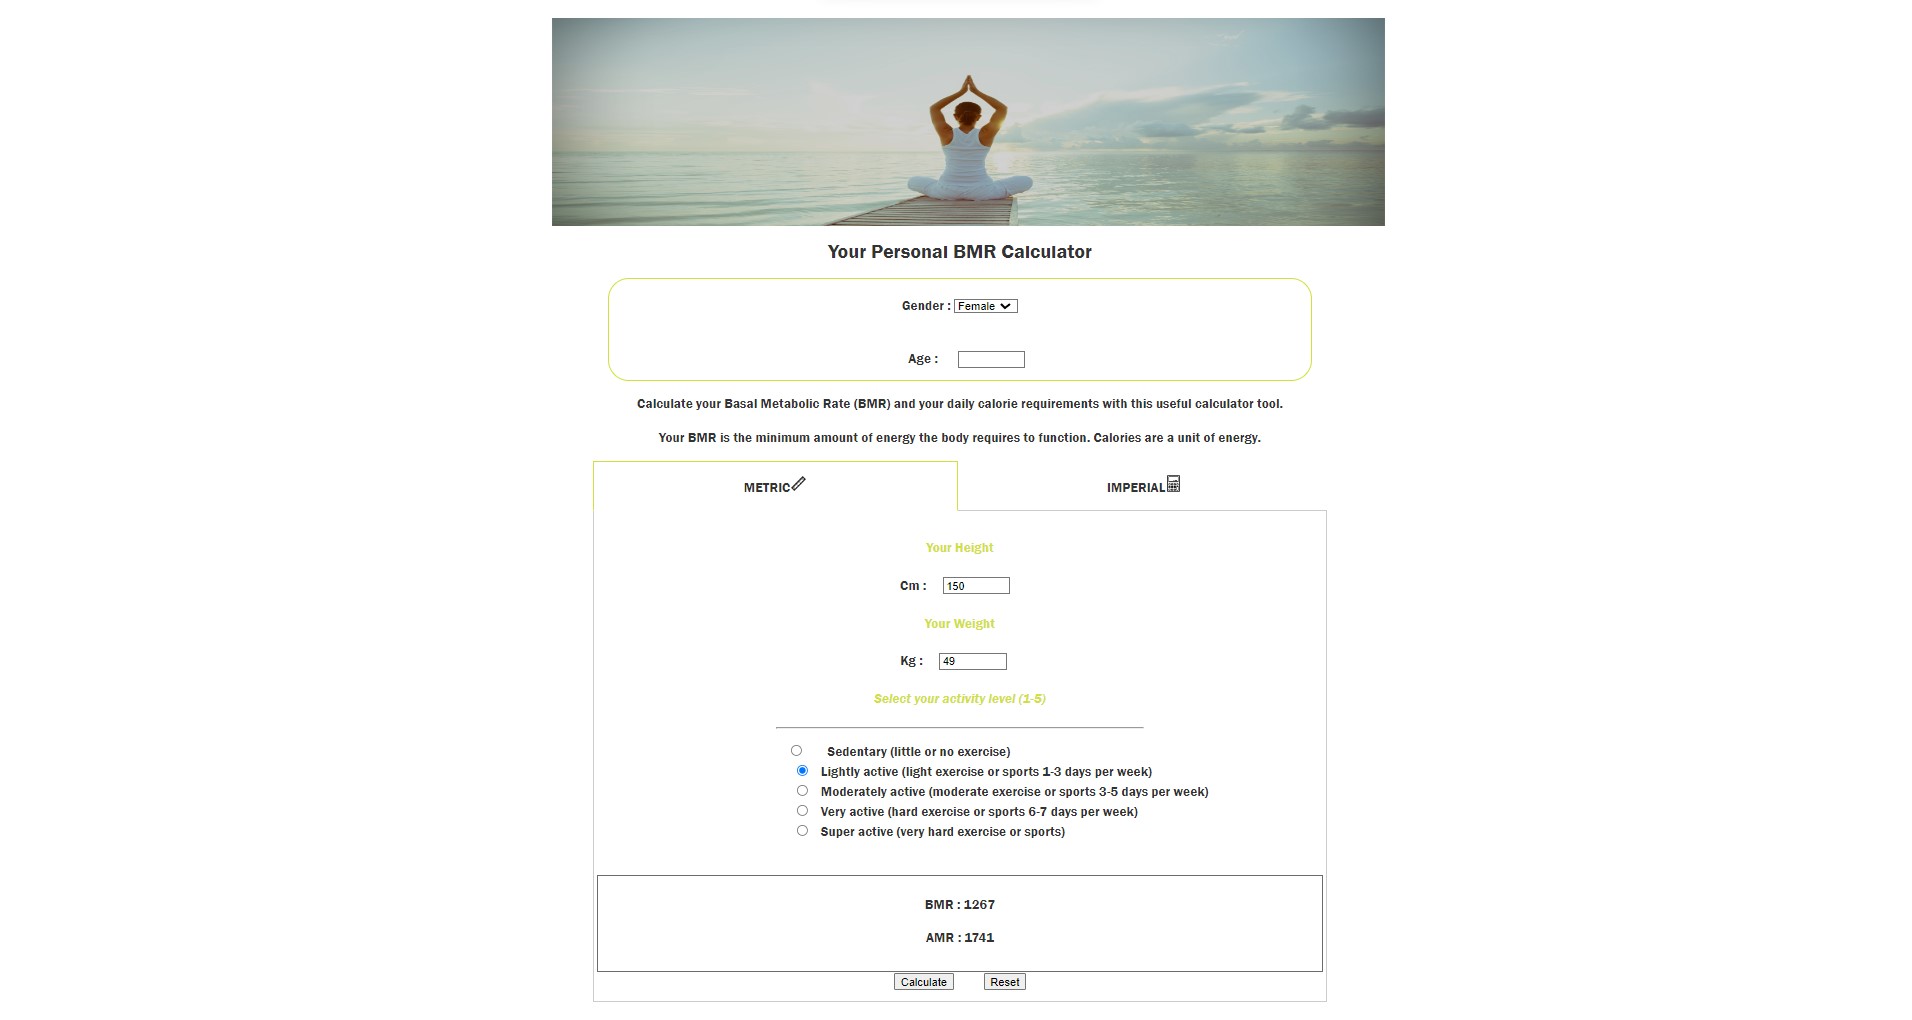 Your Personal BMR Calculator
Gender : Female
Age :
Calculate your Basal Metabolic Rate (BMR) and your daily calorie requirements with this useful calculator tool.
Your BMR is the minimum amount of energy the body requires to function. Calories are a unit of energy.
METRIC IMPERIAL
Your Height
Cm : 150
Your Weight
Kg : 49
Select your activity level (1-5)
Sedentary (little or no exercise)
Lightly active (light exercise or sports 1-3 days per week)
Moderately active (moderate exercise or sports 3-5 days per week)
Very active (hard exercise or sports 6-7 days per week)
Super active (very hard exercise or sports)
BMR : 1267
AMR : 1741
Calculate Reset